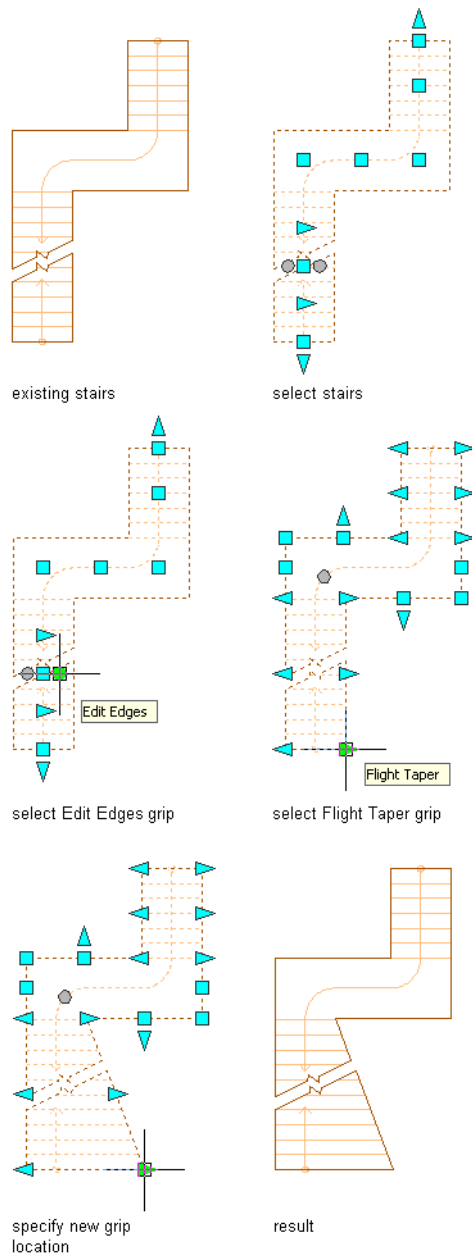 existing stairs
select stairs
Edit Edges
Flight Taper
select Edit Edges grip
select Flight Taper grip
specify new grip
location
result